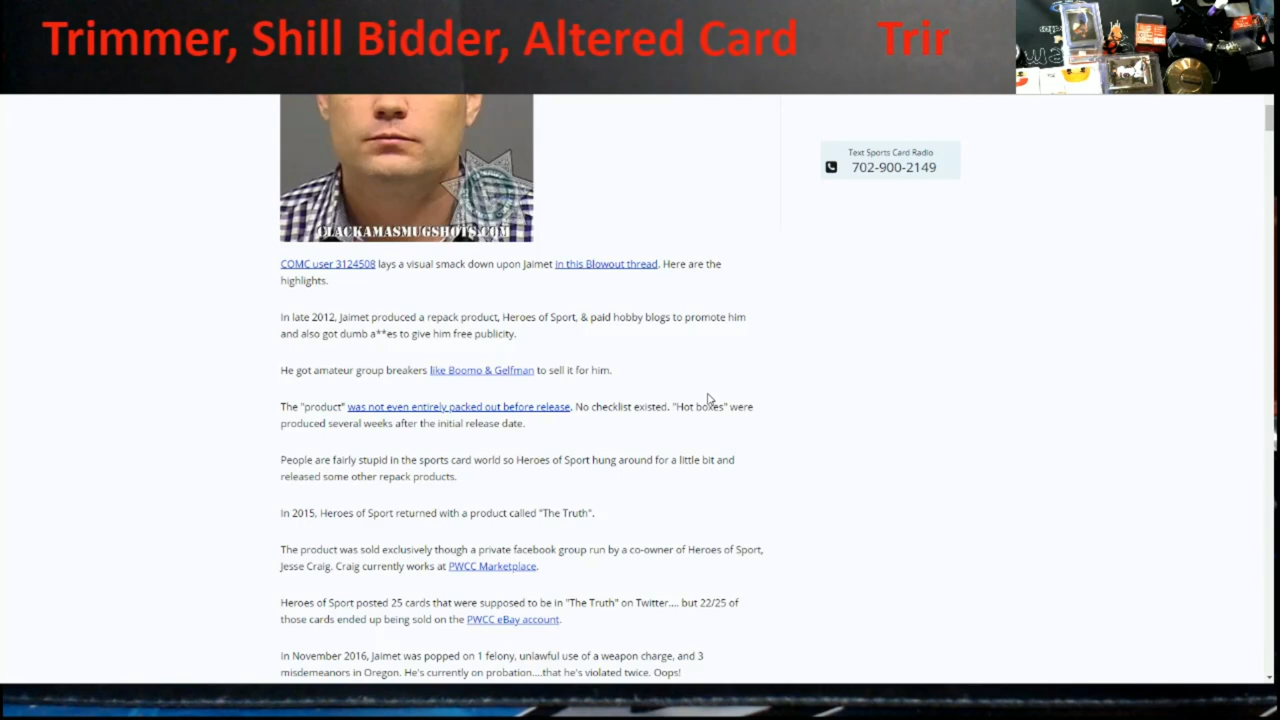 Trimmer, Shill Bidder, Altered Card Trir
Text Sports Card Radio
702-900-2149
CLACKAMASMUGSHOTS.COM
COMC user 3124508 lays a visual smack down upon Jaimet in this Blowout thread. Here are the
highlights.
In late 2012, Jaimet produced a repack product, Heroes of Sport, & paid hobby blogs to promote him
and also got dumb a**es to give him free publicity.
He got amateur group breakers like Boomo & Gelfman to sell it for him.
The "product" was not even entirely packed out before release. No checklist existed. "Hot boxes" were
produced several weeks after the initial release date.
People are fairly stupid in the sports card world so Heroes of Sport hung around for a little bit and
released some other repack products.
In 2015, Heroes of Sport returned with a product called "The Truth".
The product was sold exclusively though a private facebook group run by a co-owner of Heroes of Sport,
Jesse Craig. Craig currently works at PWCC Marketplace.
Heroes of Sport posted 25 cards that were supposed to be in "The Truth" on Twitter.... but 22/25 of
those cards ended up being sold on the PWCC eBay account.
In November 2016, Jaimet was popped on 1 felony, unlawful use of a weapon charge, and 3
misdemeanors in Oregon. He's currently on probation....that he's violated twice. Oops!